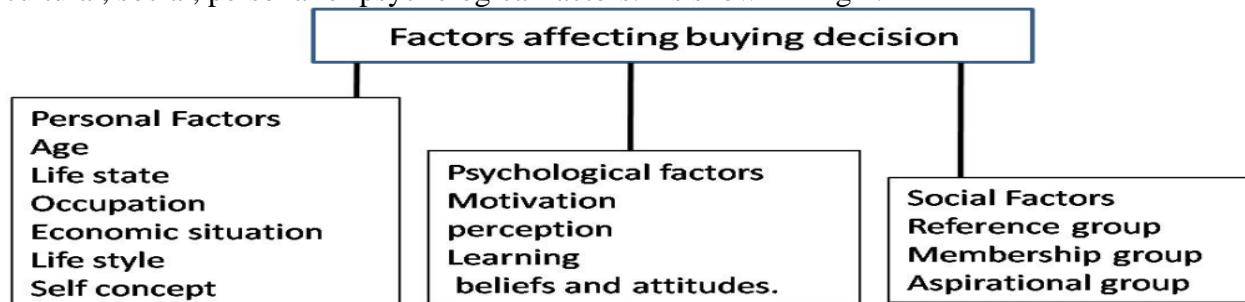 Factors affecting buying decision
Personal Factors
Age
Life state
Occupation
Economic situation
Life style
Self concept
Psychological factors
Motivation
perception
Learning
beliefs and attitudes.
Social Factors
Reference group
Membership group
Aspirational group